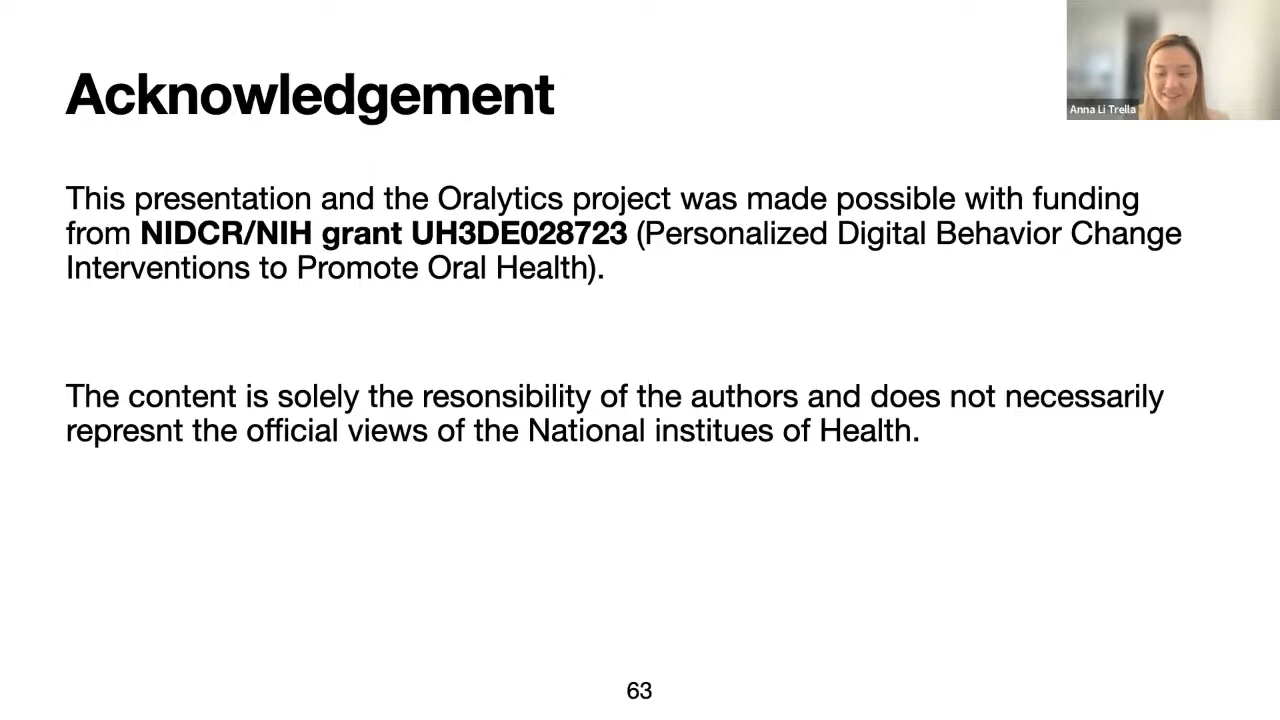 Acknowledgement
Anna Li Trella
This presentation and the Oralytics project was made possible with funding
from NIDCR/NIH grant UH3DE028723 (Personalized Digital Behavior Change
Interventions to Promote Oral Health).
The content is solely the resonsibility of the authors and does not necessarily
represnt the official views of the National institues of Health.
63